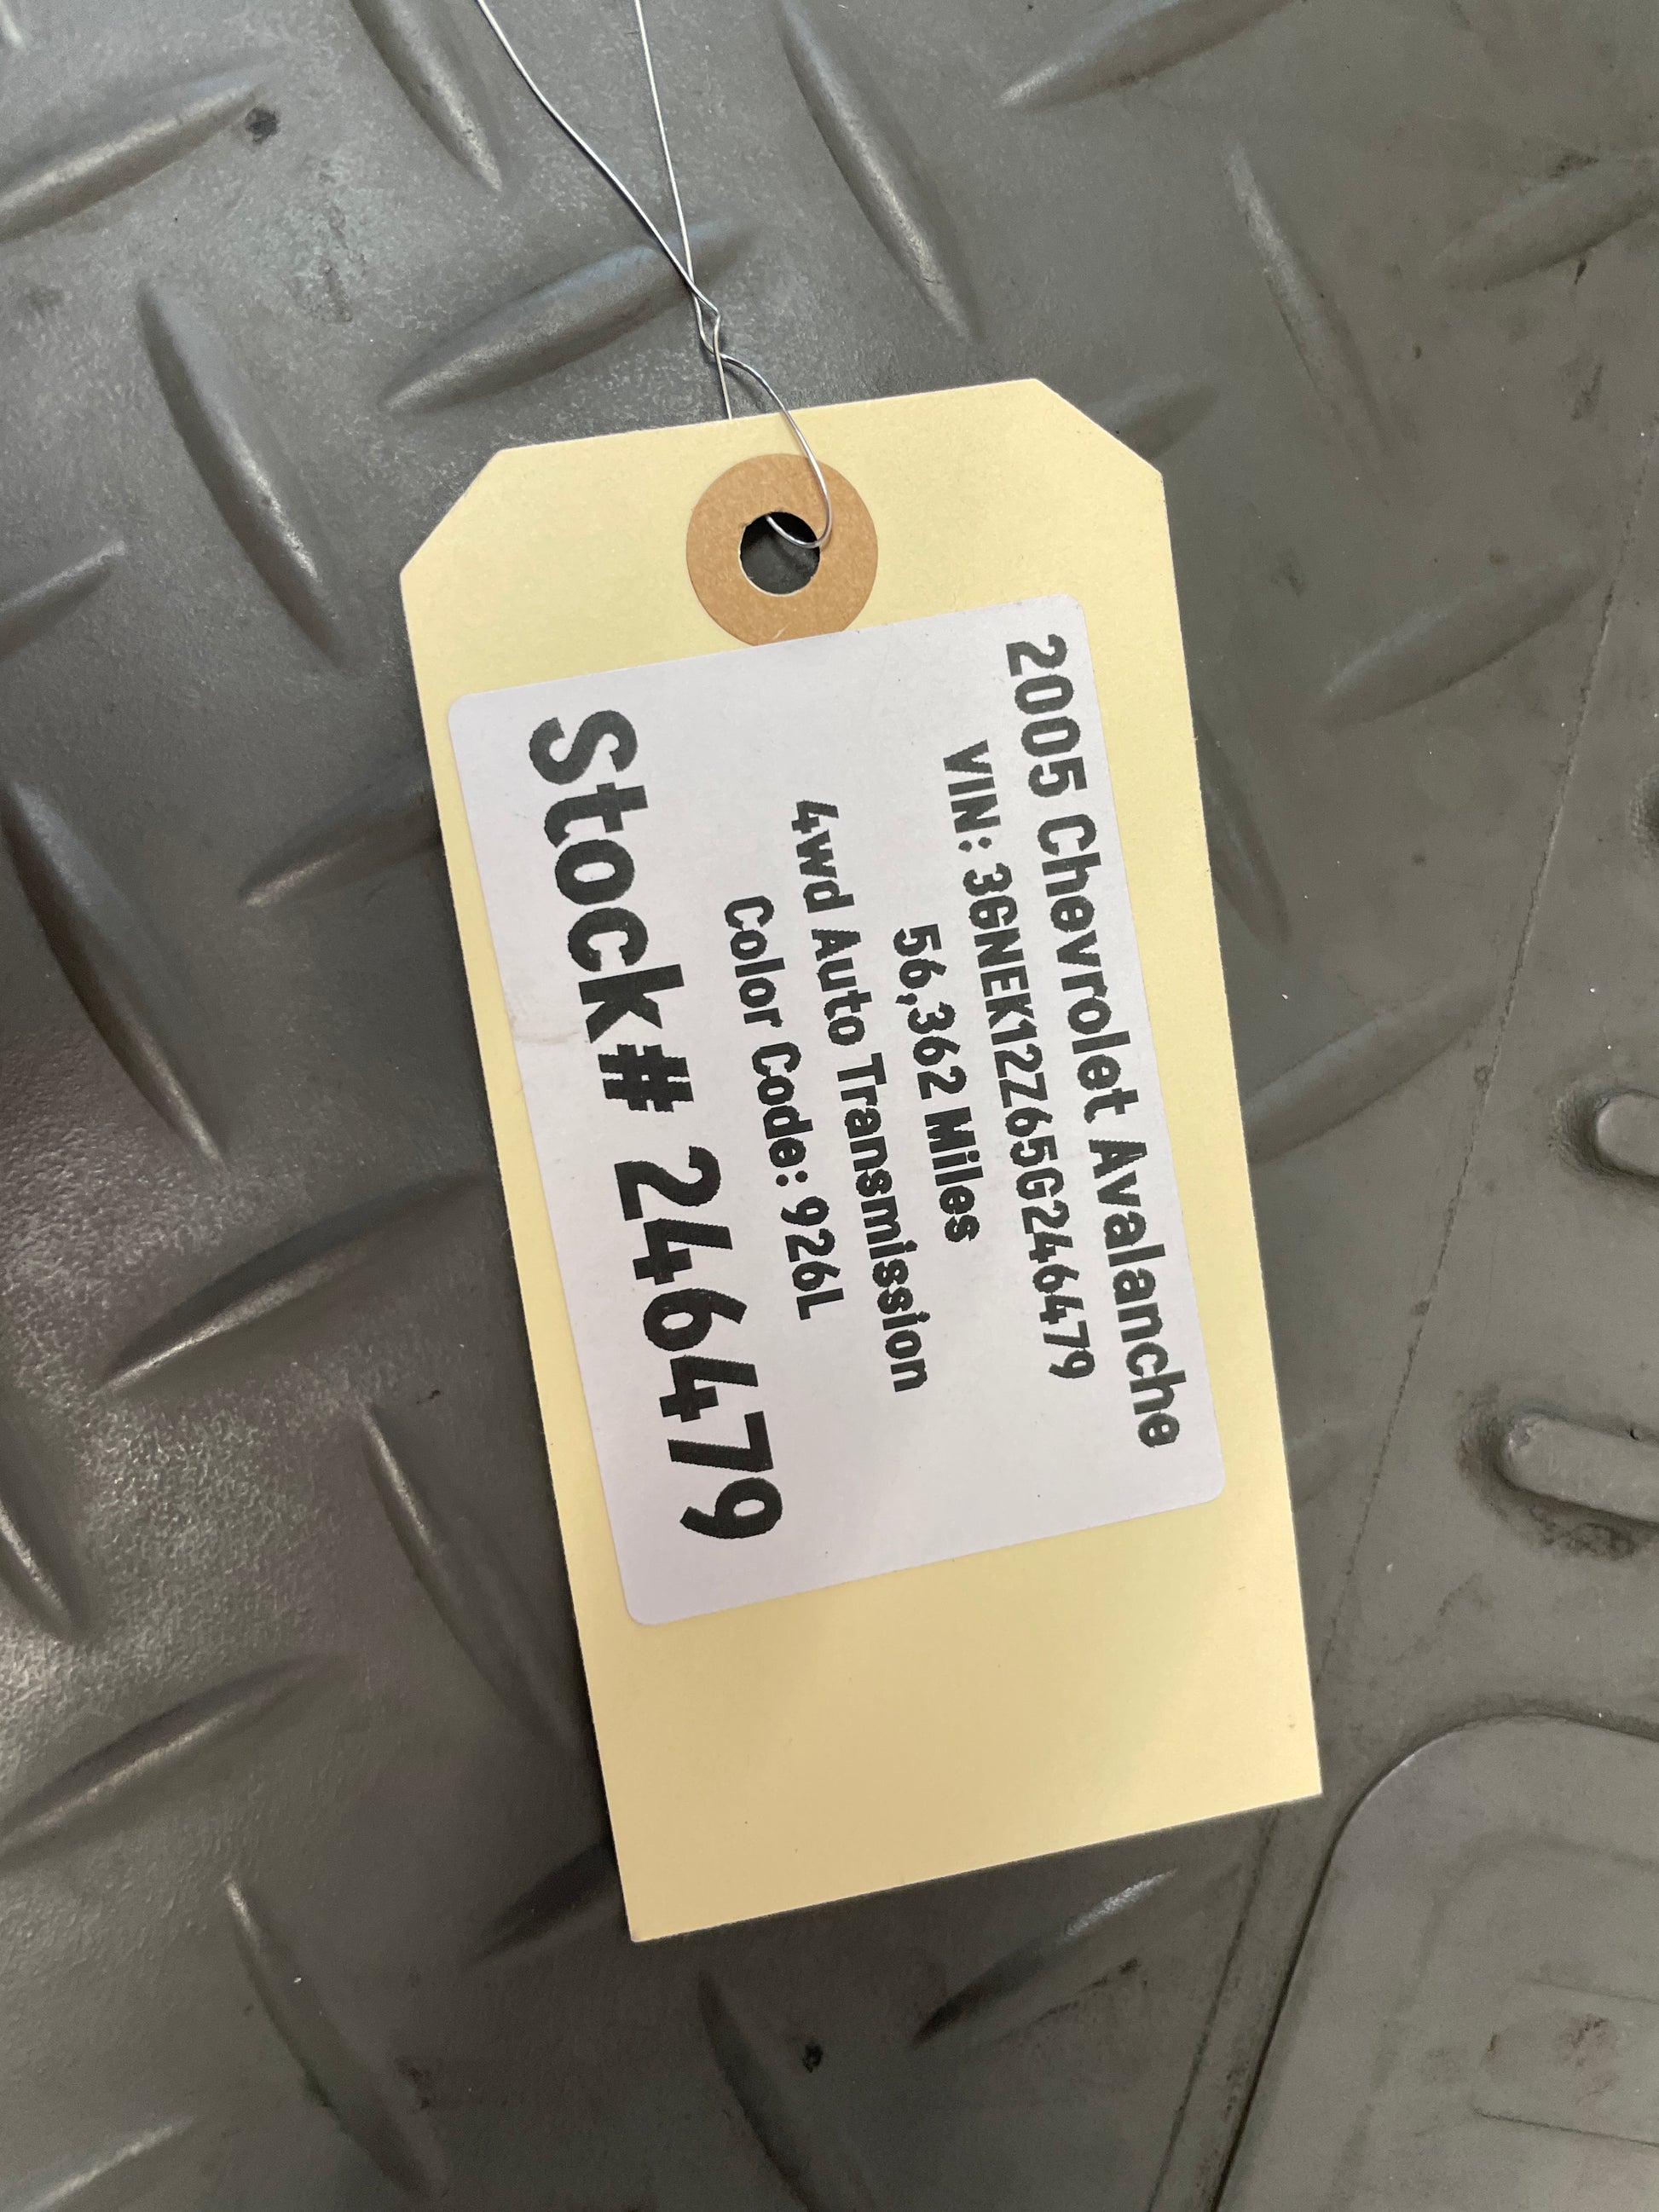 2005 Chevrolet Avalanche
VIN: 3GNEK12Z65G246479
56,362 Miles
4wd Auto Transmission
Color Code: 926L
Stock# 246479